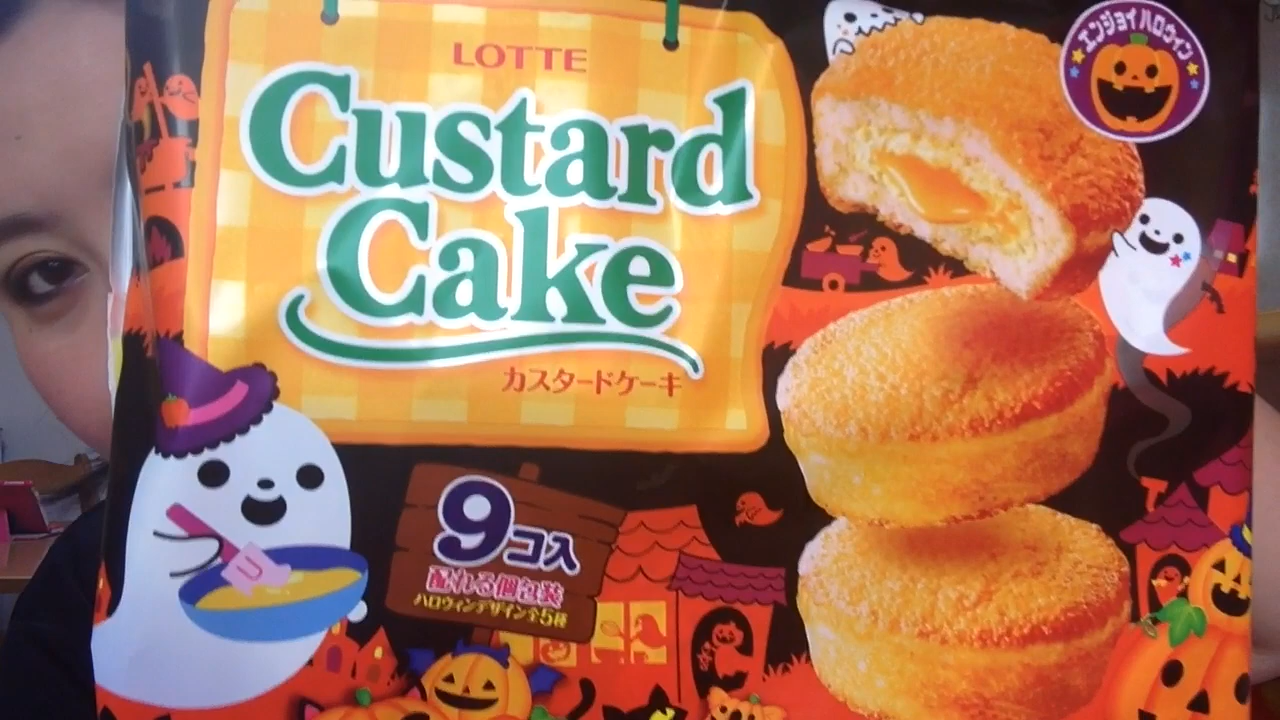 LOTTE
Custard
Cake
カスタードケーキ
エンジョイハロウィン
9コ入
配れる個包装
ハロウィンデザイン全5種